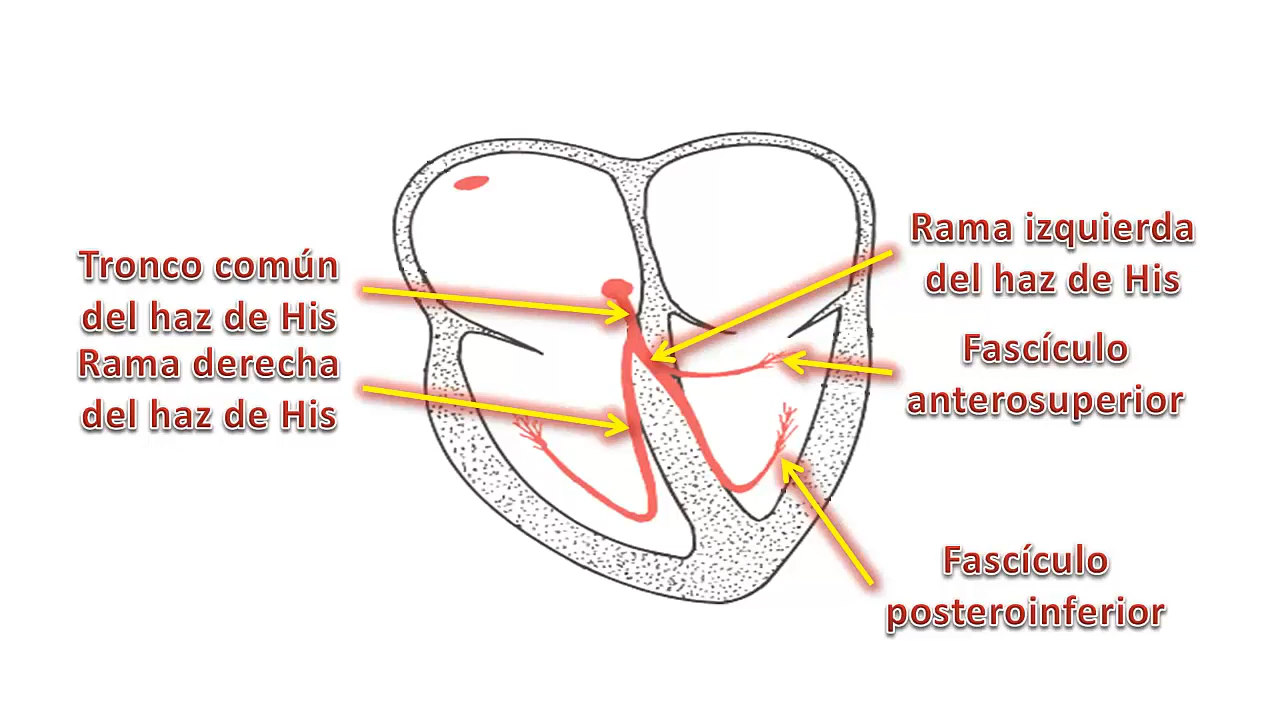 Tronco común
del haz de His
Rama derecha
del haz de His
Rama izquierda
del haz de His
Fascículo
anterosuperior
Fascículo
posteroinferior